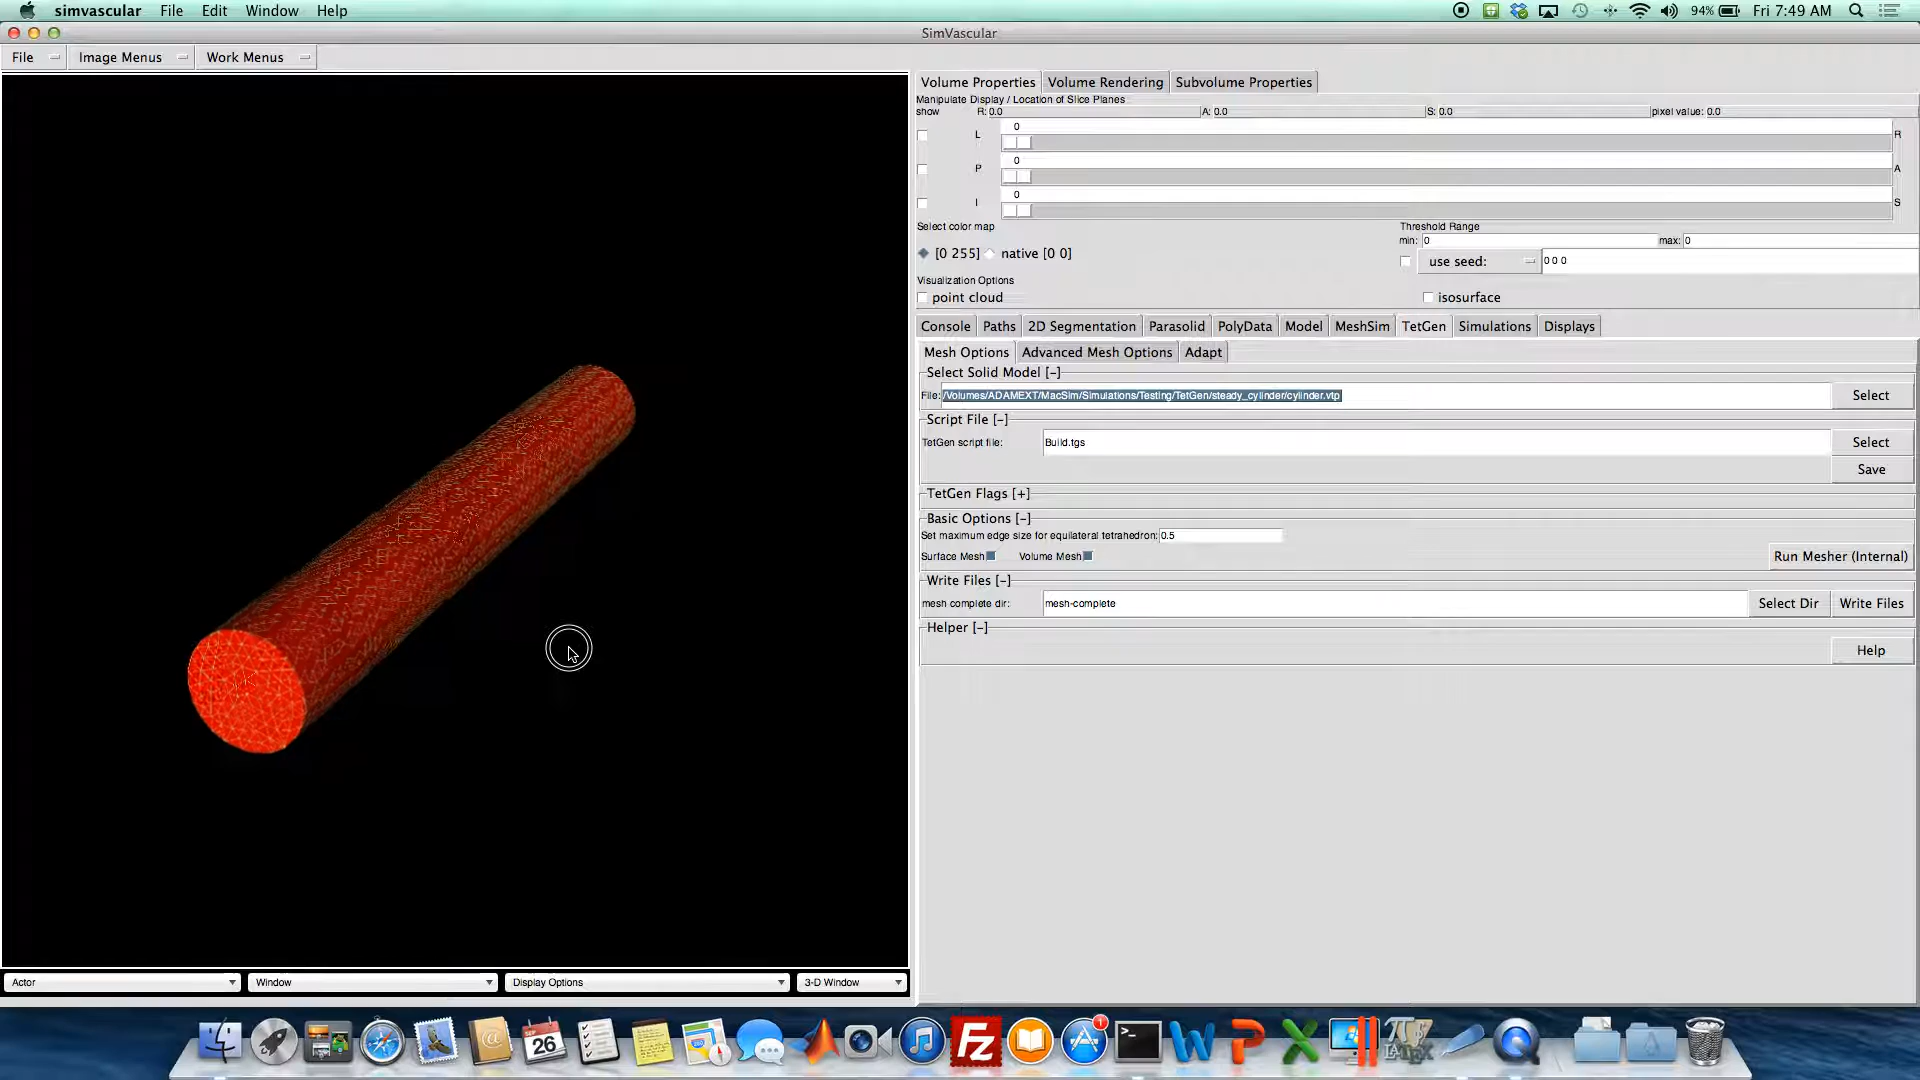 simvascular File Edit Window Help 94% Fri 7:49 AM
SimVascular
File Image Menus Work Menus
Volume Properties Volume Rendering Subvolume Properties
Manipulate Display / Location of Slice Planes
show R: 0.0 A: 0.0 S: 0.0 pixel value: 0.0
0
L R
0
P A
0
I S
Select color map Threshold Range
min: 0 max: 0
[0 255] native [0 0] use seed: 0 0 0
Visualization Options
point cloud isosurface
Console Paths 2D Segmentation Parasolid PolyData Model MeshSim TetGen Simulations Displays
Mesh Options Advanced Mesh Options Adapt
Select Solid Model [-]
File: /Volumes/ADAMEXT/MacSim/Simulations/Testing/TetGen/steady_cylinder/cylinder.vtp Select
Script File [-]
TetGen script file: Build.tgs Select
Save
TetGen Flags [+]
Basic Options [-]
Set maximum edge size for equilateral tetrahedron: 0.5
Surface Mesh Volume Mesh Run Mesher (Internal)
Write Files [-]
mesh complete dir: mesh-complete Select Dir Write Files
Helper [-]
Help
Actor Window Display Options 3-D Window
SEP
26
Fz
1
W P X